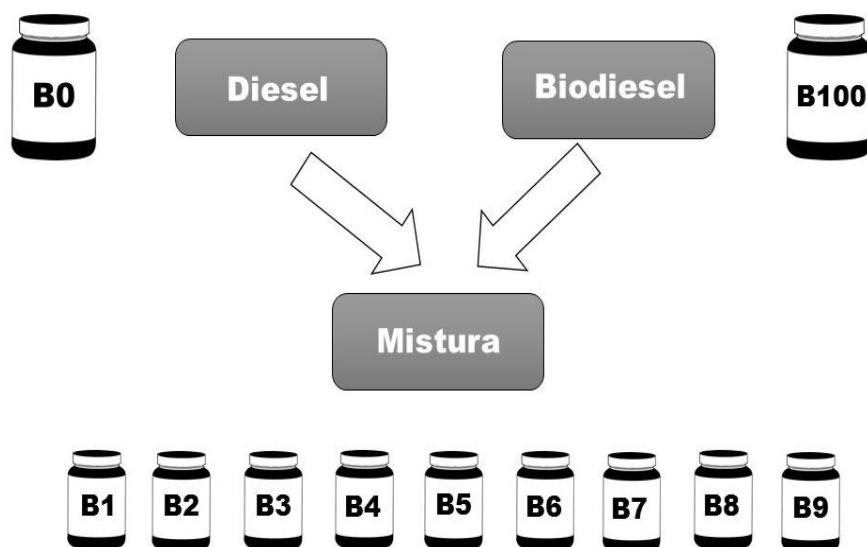 B0
Diesel
Biodiesel
B100
Mistura
B1
B2
B3
B4
B5
B6
B7
B8
B9